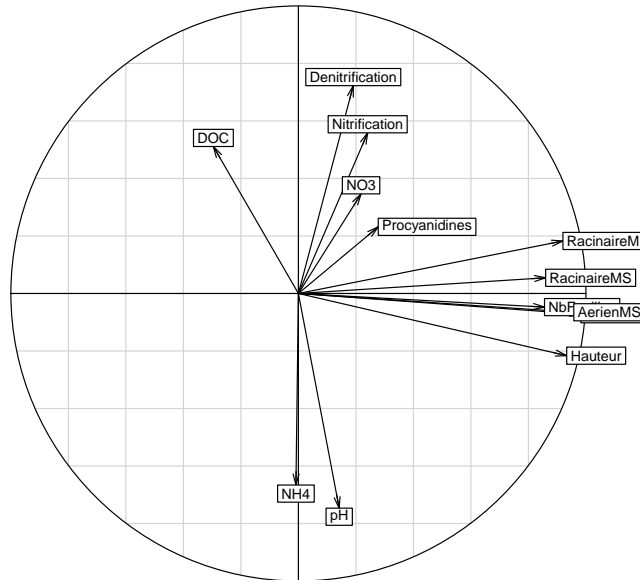 Denitrification
Nitrification
DOC
NO3
Procyanidines
RacinaireM
RacinaireMS
AerienMS
Hauteur
NH4
pH